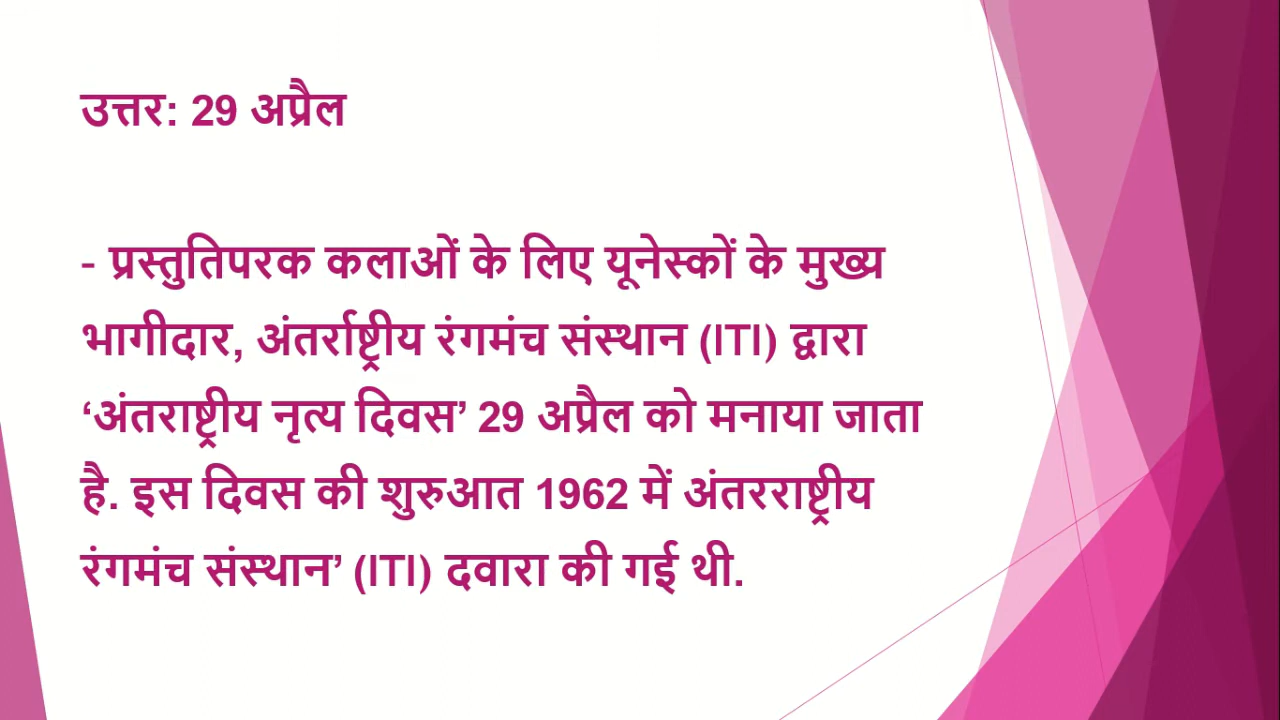 उत्तर: 29 अप्रैल
- प्रस्तुतिपरक कलाओं के लिए यूनेस्कों के मुख्य
भागीदार, अंतर्राष्ट्रीय रंगमंच संस्थान (ITI) द्वारा
‘अंतराष्ट्रीय नृत्य दिवस’ 29 अप्रैल को मनाया जाता
है. इस दिवस की शुरुआत 1962 में अंतरराष्ट्रीय
रंगमंच संस्थान’ (ITI) दवारा की गई थी.